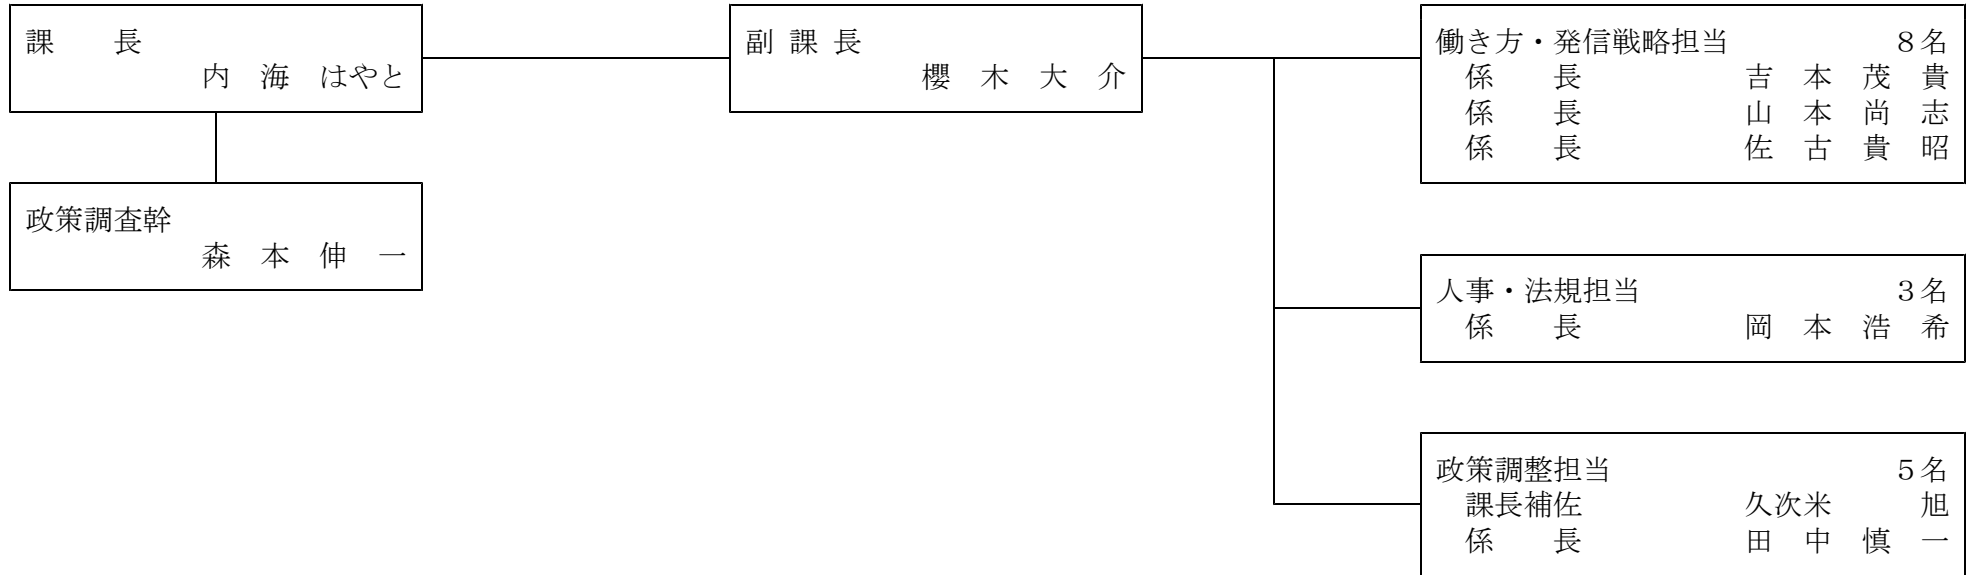 課　　長
内　海　はやと
政策調査幹
森　本　伸　一
副 課 長
櫻　木　大　介
働き方・発信戦略担当　　　　　８名
係　　長　　　　　吉　本　茂　貴
係　　長　　　　　山　本　尚　志
係　　長　　　　　佐　古　貴　昭
人事・法規担当　　　　　３名
係　　長　　　　　岡　本　浩　希
政策調整担当　　　　　５名
課長補佐　　　　　久次米　　　旭
係　　長　　　　　田　中　慎　一